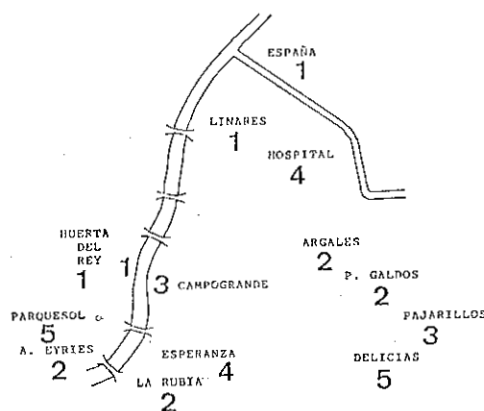 ESPAÑA
1
LINARES
1
HOSPITAL
4
HUERTA
DEL
REY
1
1
3 CAMPOGRANDE
ARGALES
2
P. GALDOS
2
PARQUESOL
5
PAJARILLOS
3
A. EYRIES
2
ESPERANZA
4
DELICIAS
5
LA RUBIA
2